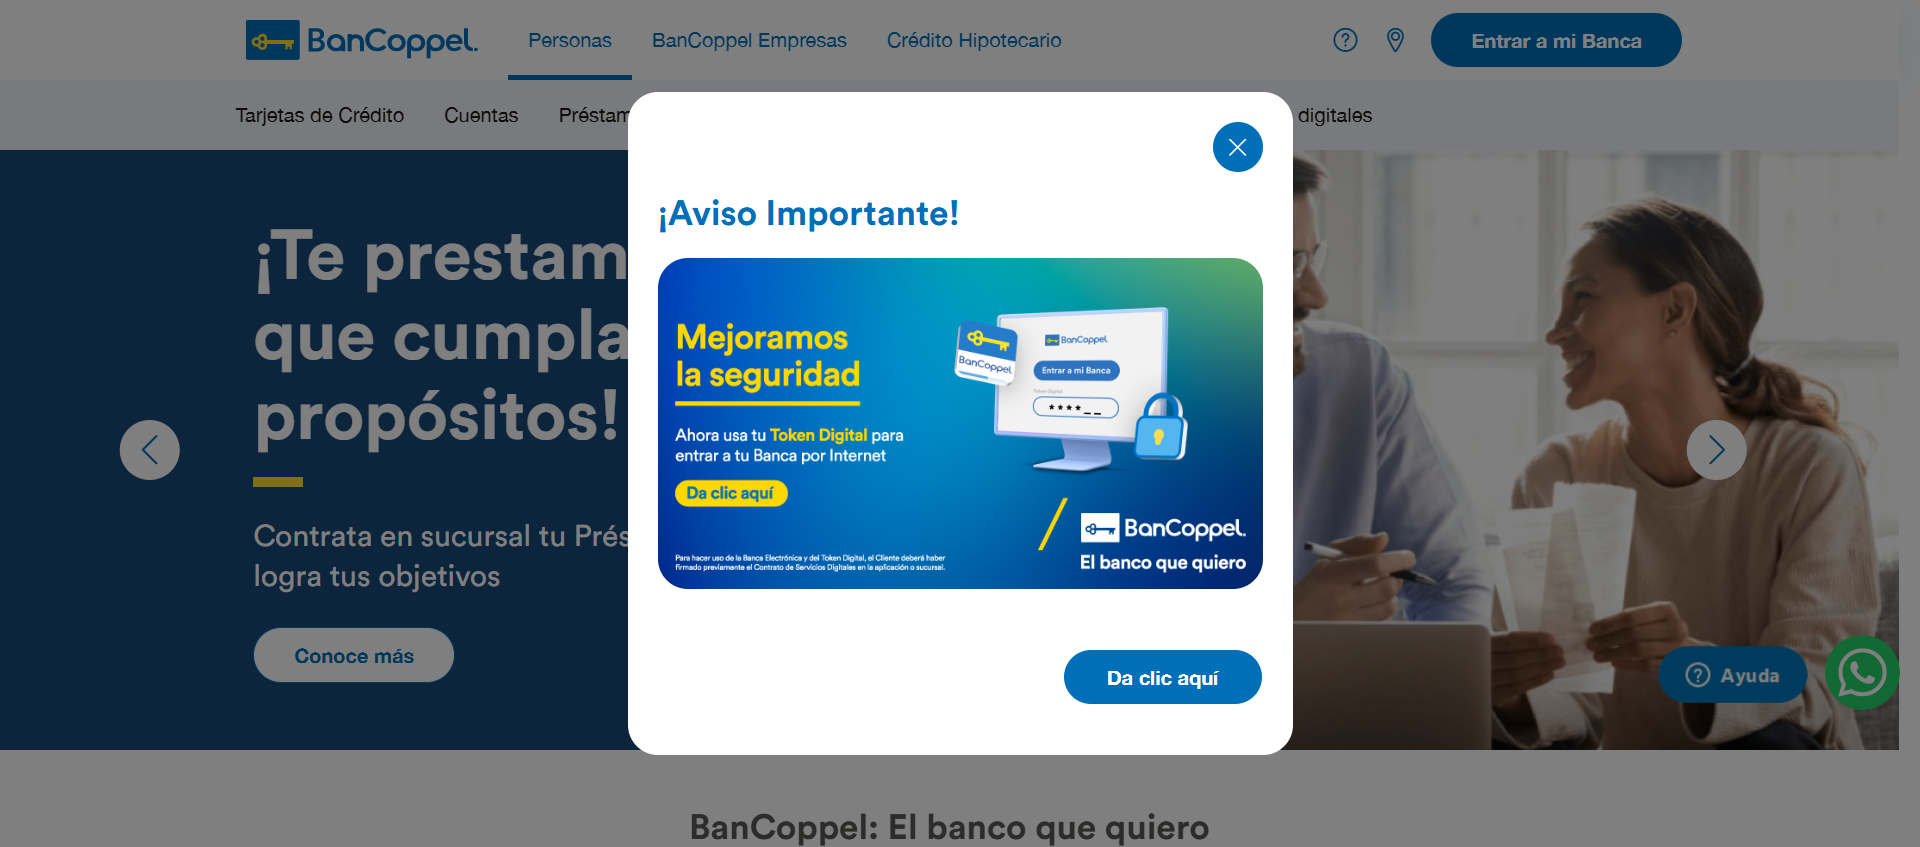 BanCoppel.
Personas
BanCoppel Empresas
Crédito Hipotecario
Entrar a mi Banca
Tarjetas de Crédito
Cuentas
Préstam
digitales
¡Te prestam
que cumpla
propósitos!
Contrata en sucursal tu Prés
logra tus objetivos
Conoce más
¡Aviso Importante!
Mejoramos
la seguridad
Ahora usa tu Token Digital para
entrar a tu Banca por Internet
Da clic aquí
Para hacer uso de la Banca Electrónica y del Token Digital, el Cliente deberá haber
firmado previamente el Contrato de Servicios Digitales en la aplicación o sucursal.
BanCoppel.
BanCoppel.
Entrar a mi Banca
Token Digital
****_ _
BanCoppel.
El banco que quiero
Da clic aquí
Ayuda
BanCoppel: El banco que quiero